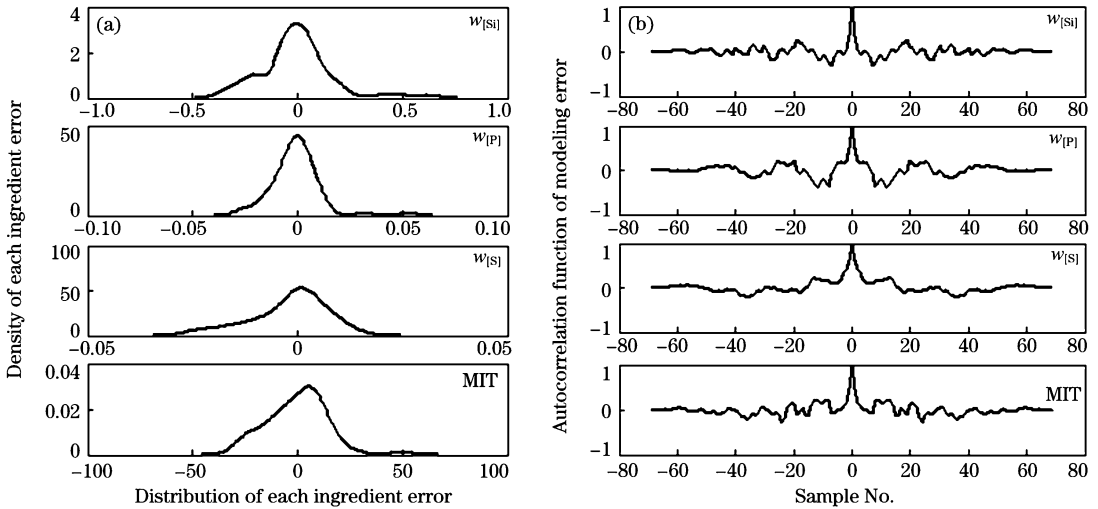 (a)
w[Si]
4
2
0
−1.0 −0.5 0 0.5 1.0
w[P]
50
0
−0.10 −0.05 0 0.05 0.10
w[S]
100
50
0
−0.05 0 0.05
MIT
0.04
0.02
0
−100 −50 0 50 100
Density of each ingredient error
Distribution of each ingredient error
(b)
w[Si]
1
0
−1
−80 −60 −40 −20 0 20 40 60 80
w[P]
1
0
−1
−80 −60 −40 −20 0 20 40 60 80
w[S]
1
0
−1
−80 −60 −40 −20 0 20 40 60 80
MIT
1
0
−1
−80 −60 −40 −20 0 20 40 60 80
Autocorrelation function of modeling error
Sample No.